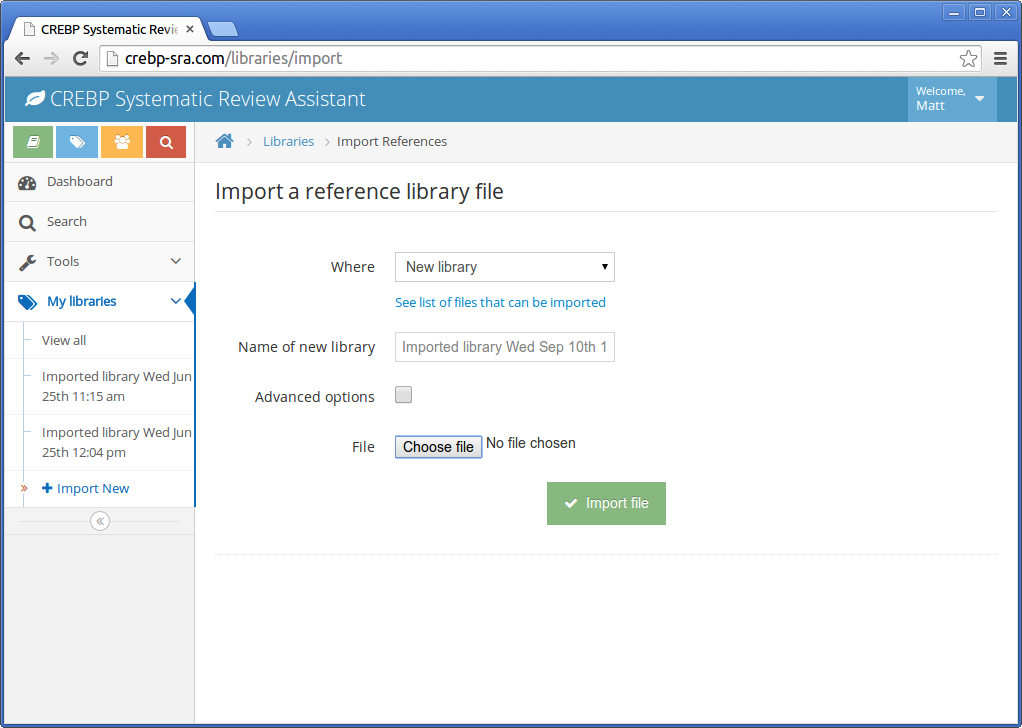 CREBP Systematic Revie
crebp-sra.com/libraries/import
CREBP Systematic Review Assistant
Welcome,
Matt
Libraries
Import References
Dashboard
Search
Tools
My libraries
View all
Imported library Wed Jun
25th 11:15 am
Imported library Wed Jun
25th 12:04 pm
Import New
Import a reference library file
Where
New library
See list of files that can be imported
Name of new library
Imported library Wed Sep 10th 1
Advanced options
File
Choose file
No file chosen
Import file